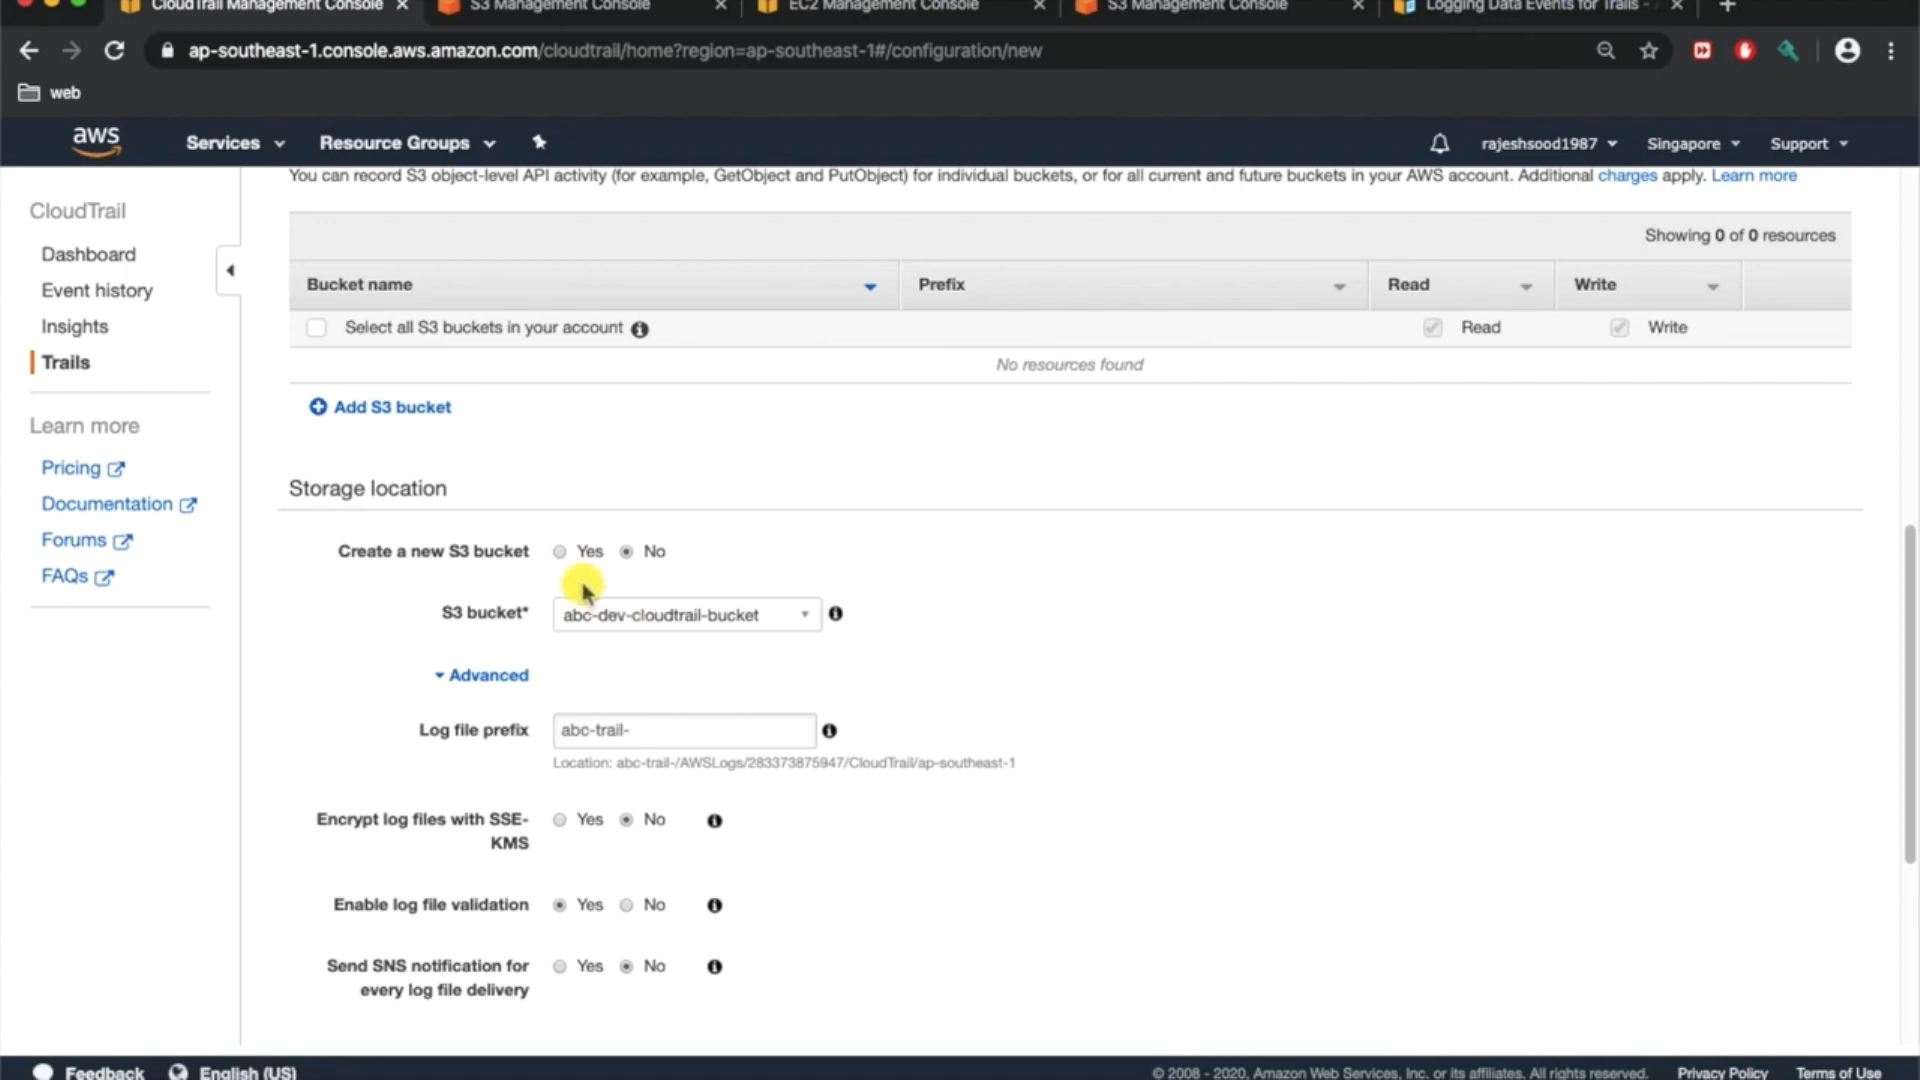 CloudTrail Management Console
S3 Management Console
EC2 Management Console
S3 Management Console
Logging Data Events for Trails -
ap-southeast-1.console.aws.amazon.com/cloudtrail/home?region=ap-southeast-1#/configuration/new
web
aws
Services
Resource Groups
rajeshsood1987
Singapore
Support
CloudTrail
Dashboard
Event history
Insights
Trails
Learn more
Pricing
Documentation
Forums
FAQs
You can record S3 object-level API activity (for example, GetObject and PutObject) for individual buckets, or for all current and future buckets in your AWS account. Additional charges apply. Learn more
Showing 0 of 0 resources
Bucket name Prefix Read Write
Select all S3 buckets in your account Read Write
No resources found
Add S3 bucket
Storage location
Create a new S3 bucket Yes No
S3 bucket* abc-dev-cloudtrail-bucket
Advanced
Log file prefix abc-trail-
Location: abc-trail-/AWSLogs/283373875947/CloudTrail/ap-southeast-1
Encrypt log files with SSE- Yes No
KMS
Enable log file validation Yes No
Send SNS notification for Yes No
every log file delivery
Feedback English (US)
© 2008 - 2020, Amazon Web Services, Inc. or its affiliates. All rights reserved. Privacy Policy Terms of Use